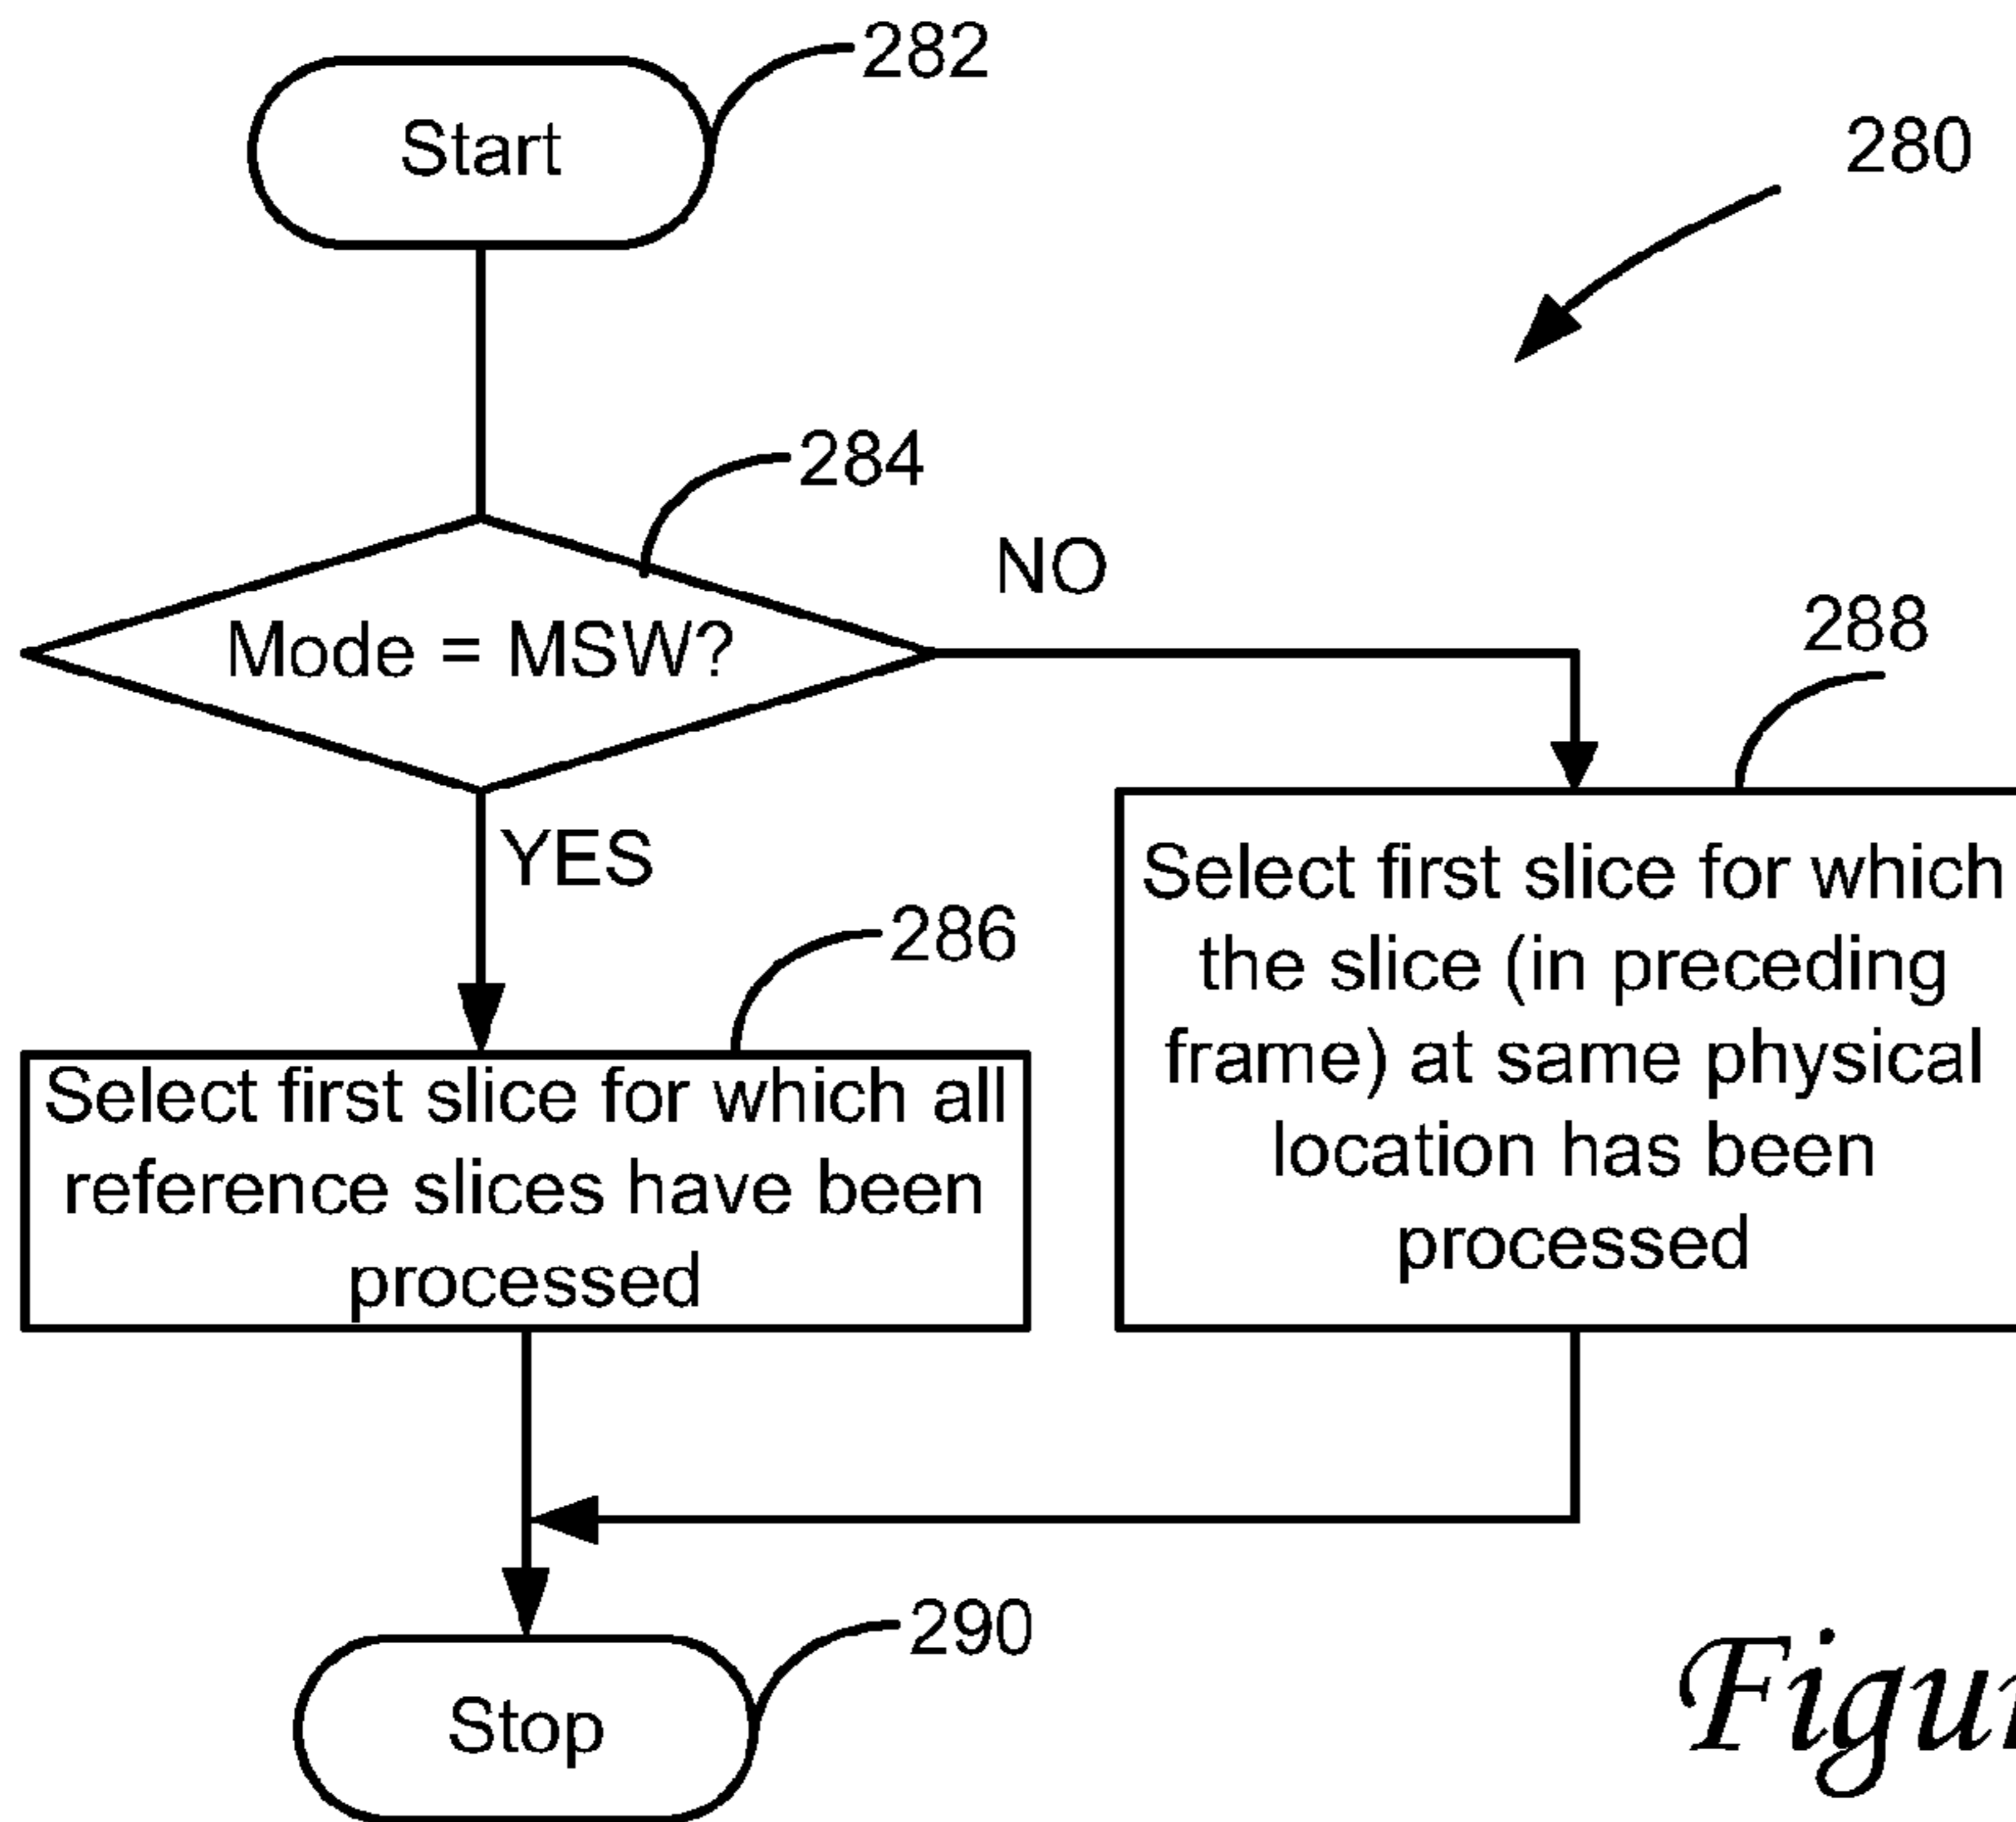 282
Start
280
284
NO
Mode = MSW?
288
YES
Select first slice for which
the slice (in preceding
frame) at same physical
location has been
processed
286
Select first slice for which all
reference slices have been
processed
290
Stop